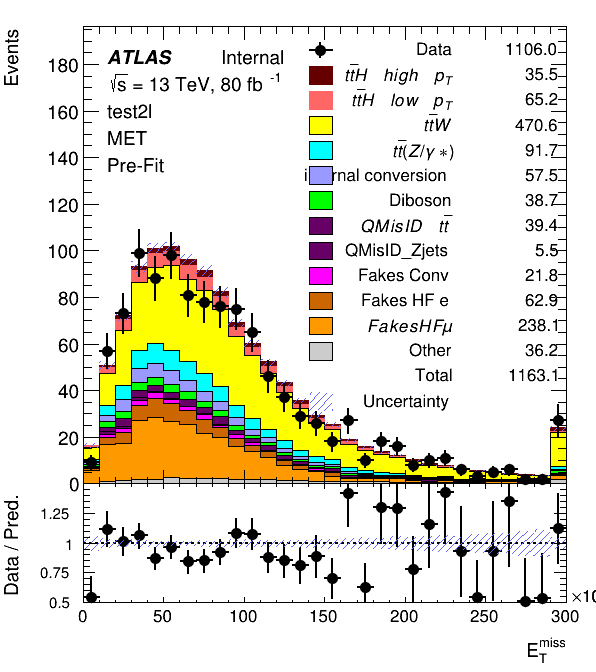 Events
180
160
140
120
100
80
60
40
20
0
ATLAS Internal
√s = 13 TeV, 80 fb⁻¹
test2l
MET
Pre-Fit
Data 1106.0
tt̄H high p_T 35.5
tt̄H low p_T 65.2
tt̄W 470.6
tt̄(Z/γ*) 91.7
conversion 57.5
Diboson 38.7
QMisID tt̄ 39.4
QMisID_Zjets 5.5
Fakes Conv 21.8
Fakes HF e 62.9
FakesHFμ 238.1
Other 36.2
Total 1163.1
Uncertainty
Data / Pred.
1.25
1
0.75
0.5
0 50 100 150 200 250 300
E_T^miss